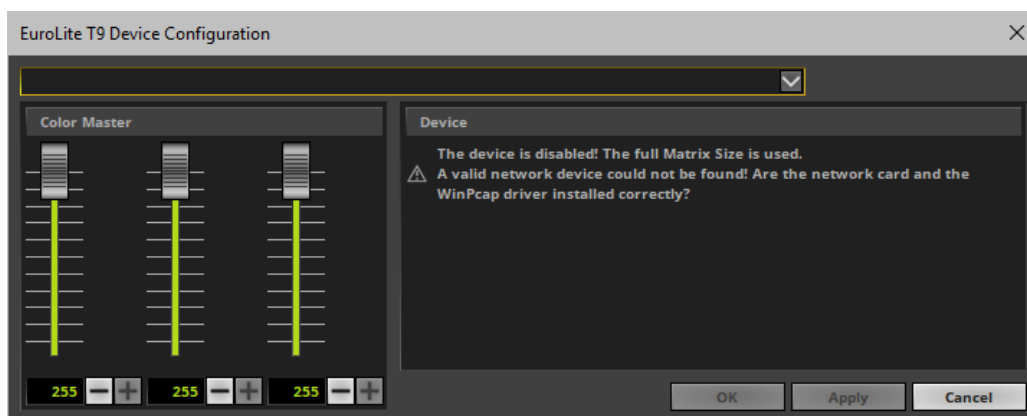 EuroLite T9 Device Configuration
Color Master
255
255
255
Device
The device is disabled! The full Matrix Size is used.
A valid network device could not be found! Are the network card and the
WinPcap driver installed correctly?
OK
Apply
Cancel